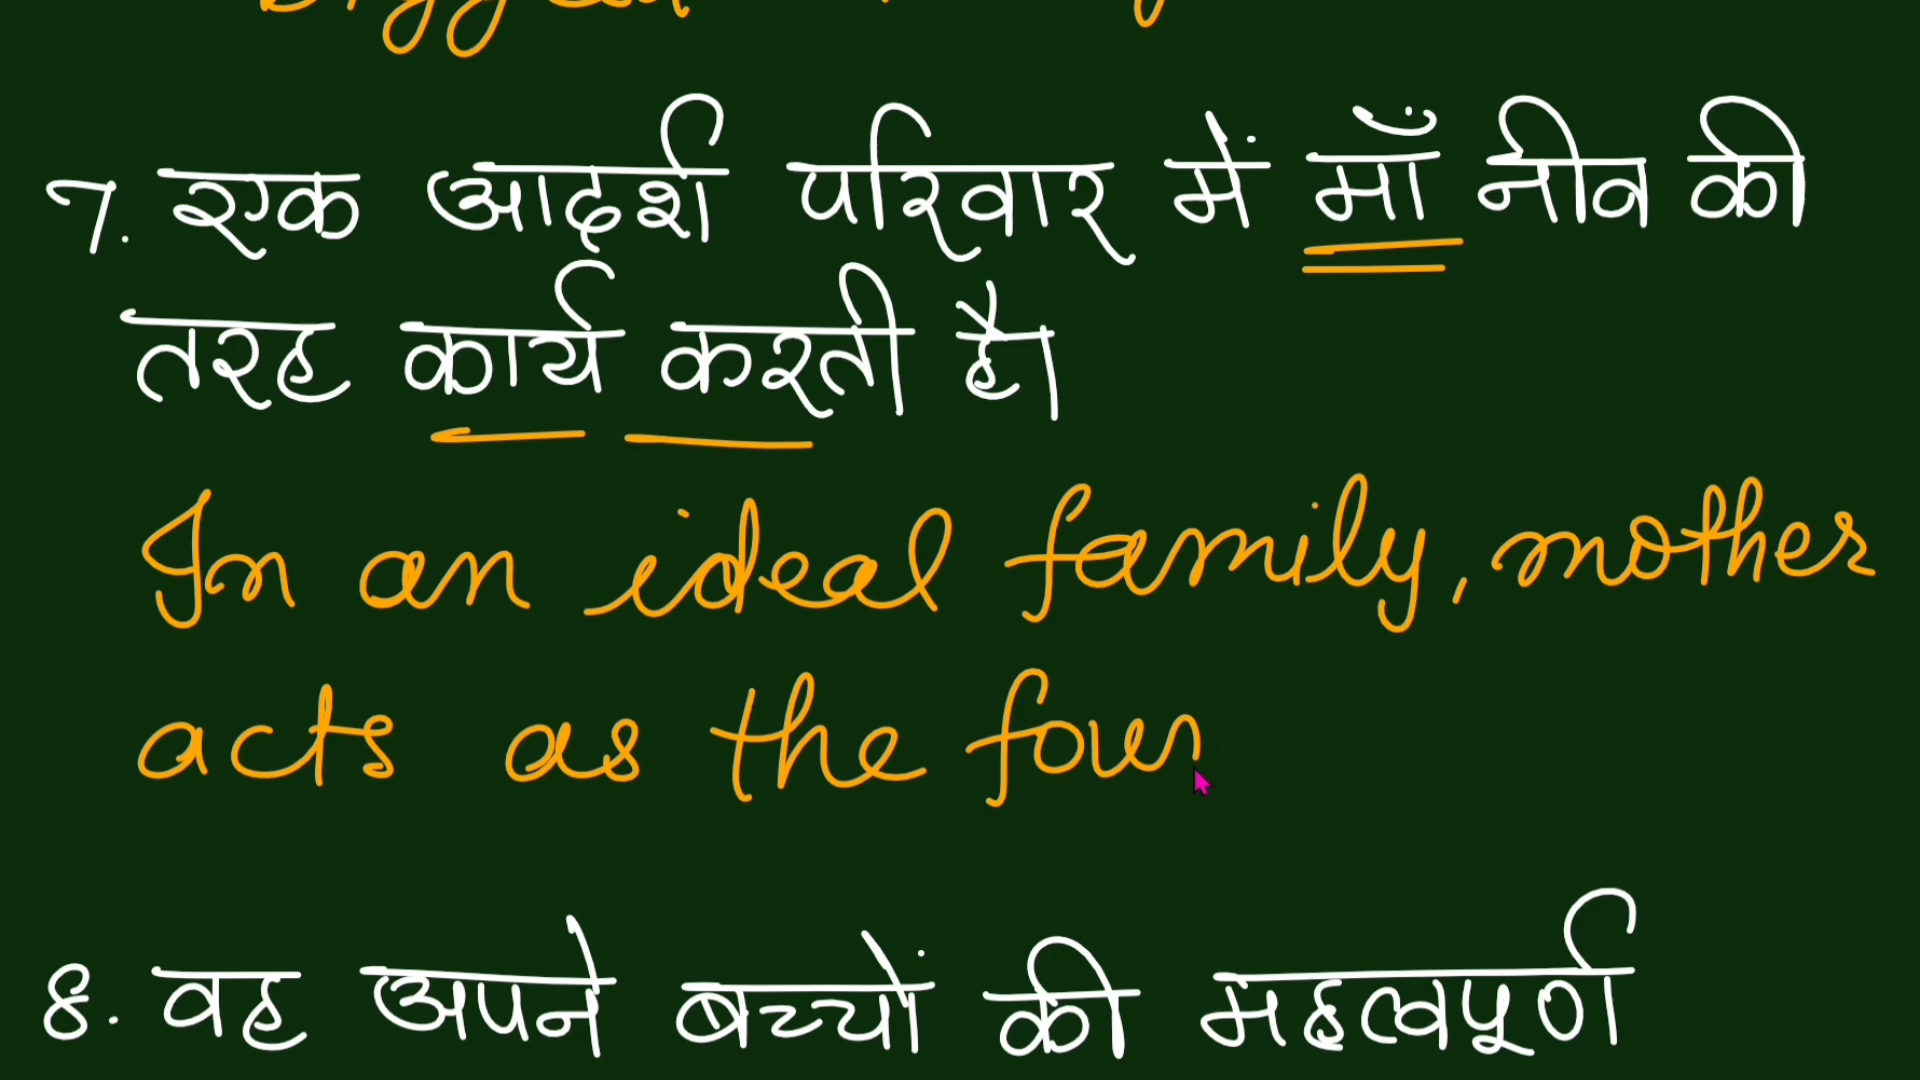 7. एक आदर्श परिवार में माँ नीव की
तरह कार्य करती है।
In an ideal family, mother
acts as the foun
8. वह अपने बच्चों की महत्वपूर्ण